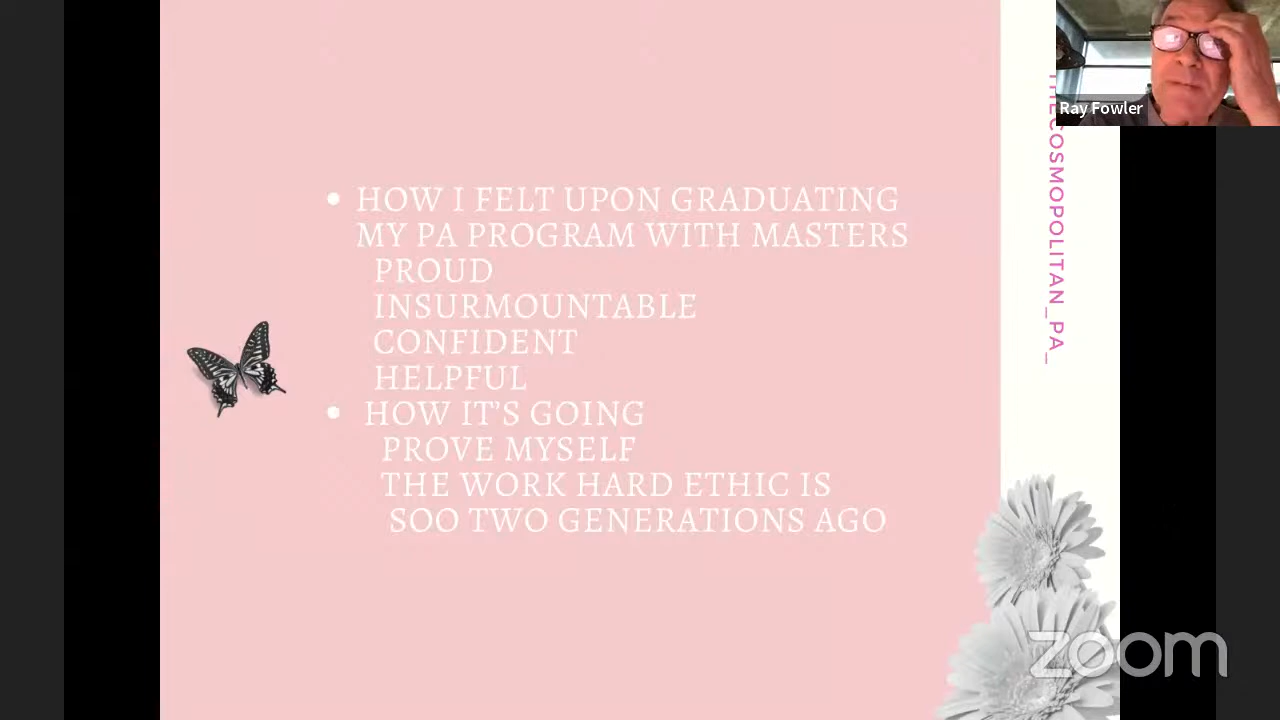 HOW I FELT UPON GRADUATING
MY PA PROGRAM WITH MASTERS
PROUD
INSURMOUNTABLE
CONFIDENT
HELPFUL
HOW IT'S GOING
PROVE MYSELF
THE WORK HARD ETHIC IS
SOO TWO GENERATIONS AGO
THECOSMOPOLITAN_PA_
Ray Fowler
zoom